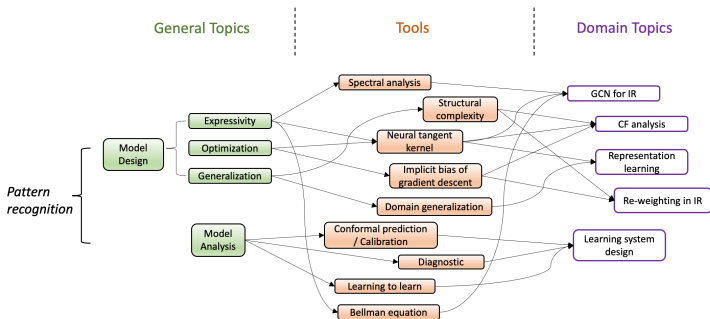 General Topics
Tools
Domain Topics
Spectral analysis
GCN for IR
Structural
complexity
Expressivity
CF analysis
Model
Design
Optimization
Neural tangent
kernel
Generalization
Implicit bias of
gradient descent
Representation
learning
Pattern
recognition
Domain generalization
Re-weighting in IR
Model
Analysis
Conformal prediction
/ Calibration
Learning system
design
Diagnostic
Learning to learn
Bellman equation